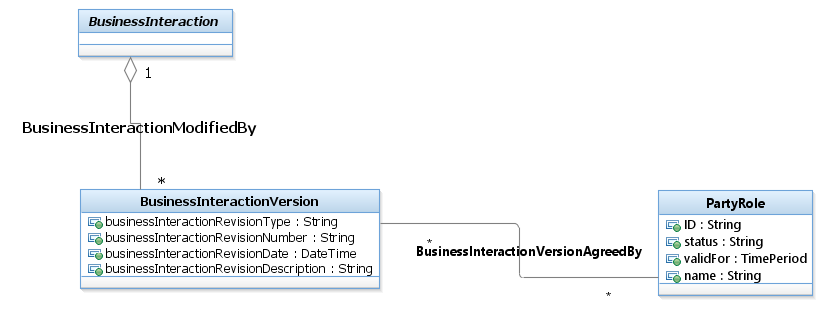 BusinessInteraction
1
BusinessInteractionModifiedBy
*
BusinessInteractionVersion
businessInteractionRevisionType : String
businessInteractionRevisionNumber : String
businessInteractionRevisionDate : DateTime
businessInteractionRevisionDescription : String
*
BusinessInteractionVersionAgreedBy
*
PartyRole
ID : String
status : String
validFor : TimePeriod
name : String